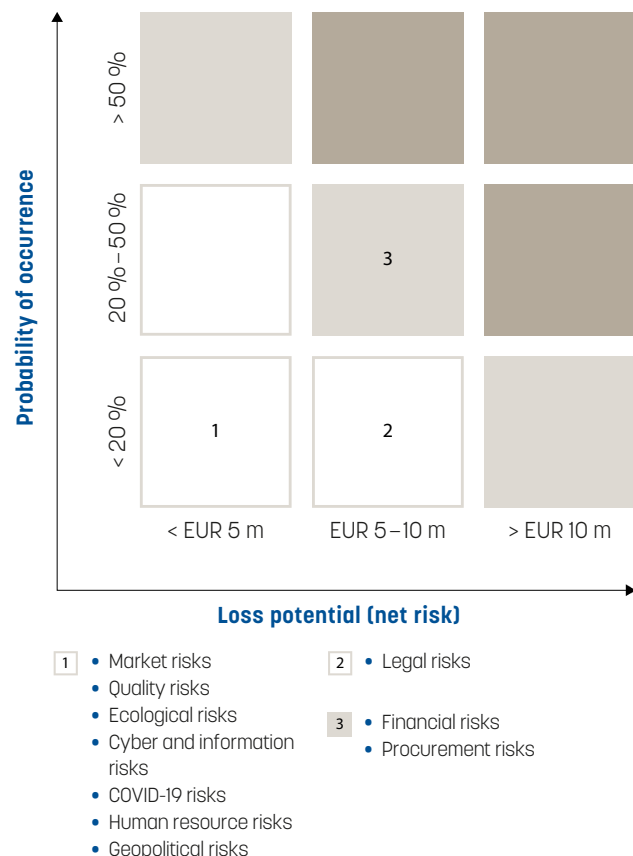 Probability of occurrence
> 50 %
20 %–50 %
3
< 20 %
1
2
< EUR 5 m
EUR 5–10 m
> EUR 10 m
Loss potential (net risk)
1
• Market risks
• Quality risks
• Ecological risks
• Cyber and information
risks
• COVID-19 risks
• Human resource risks
• Geopolitical risks
2
• Legal risks
3
• Financial risks
• Procurement risks